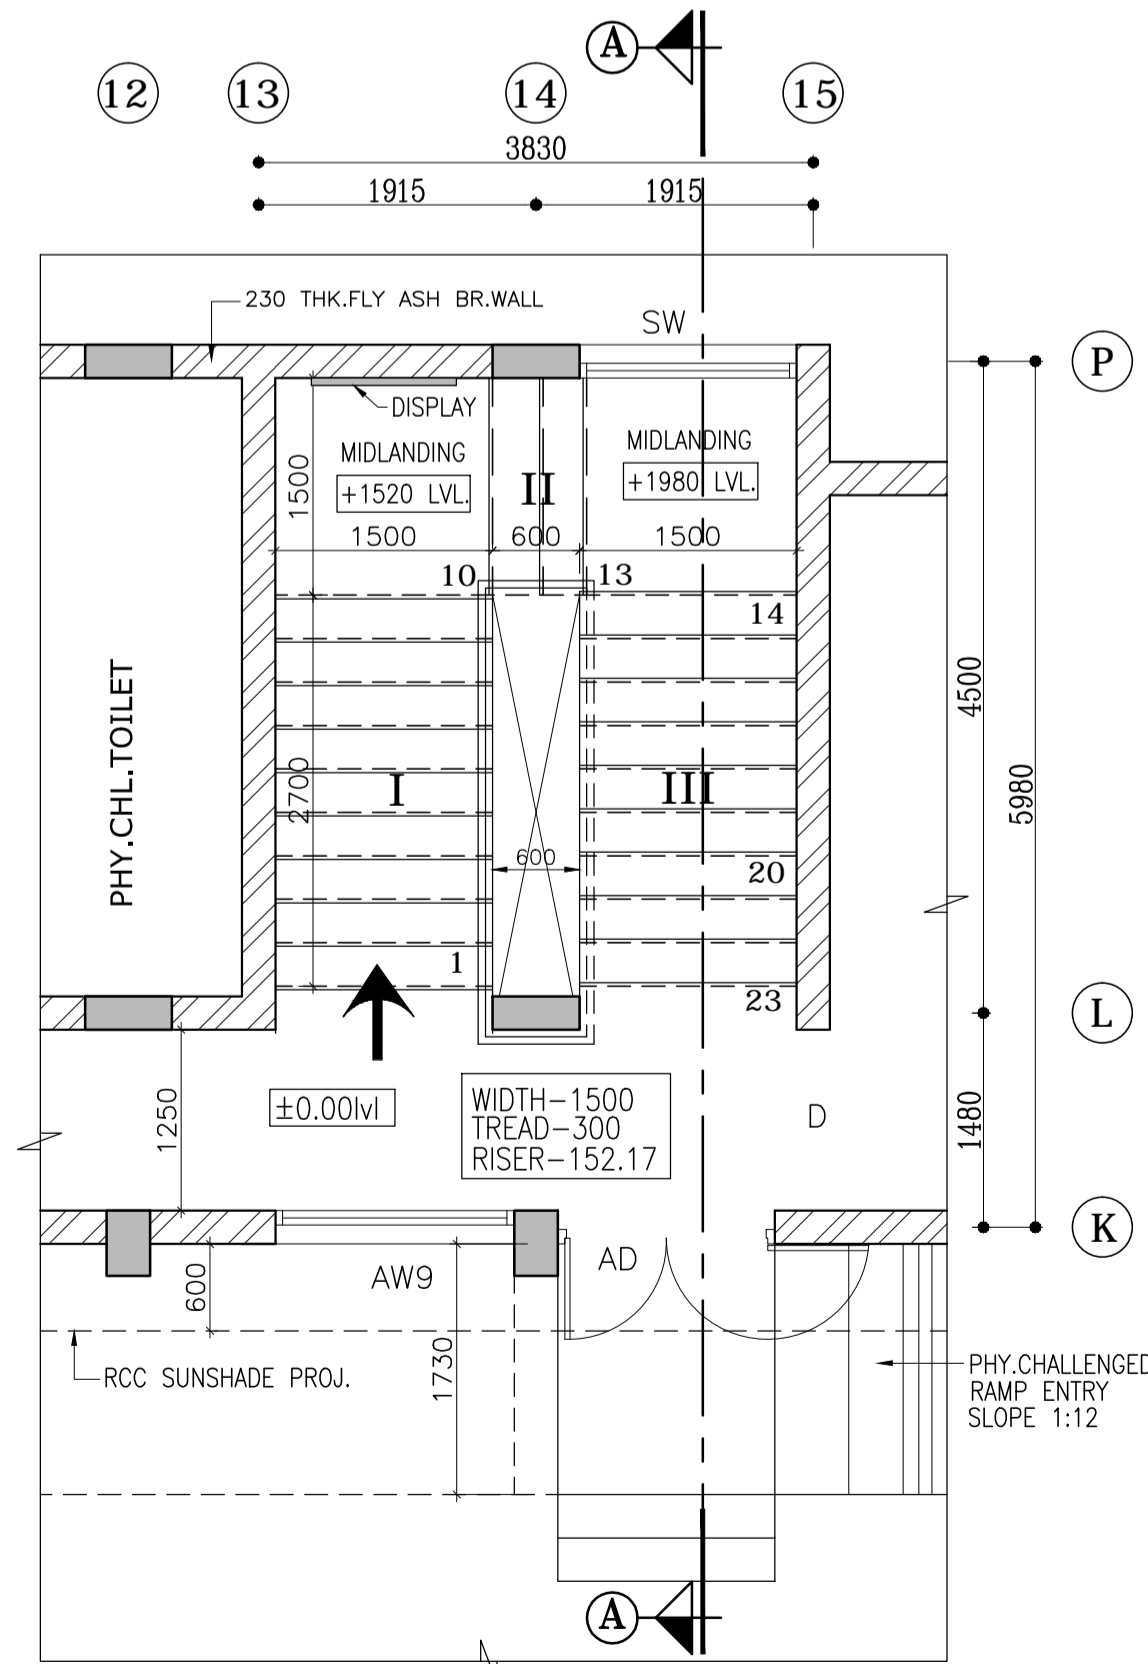 A
12 13 14 15
3830
1915 1915
230 THK.FLY ASH BR.WALL
SW
P
DISPLAY
MIDLANDING
+1520 LVL.
II
MIDLANDING
+1980 LVL.
1500
1500 600 1500
10 13
14
PHY.CHL.TOILET
2700
I
III
4500
5980
600
20
1
23
L
1250
±0.00lvl
WIDTH-1500
TREAD-300
RISER-152.17
D
1480
K
AW9
AD
600
1730
RCC SUNSHADE PROJ.
PHY.CHALLENGED
RAMP ENTRY
SLOPE 1:12
A